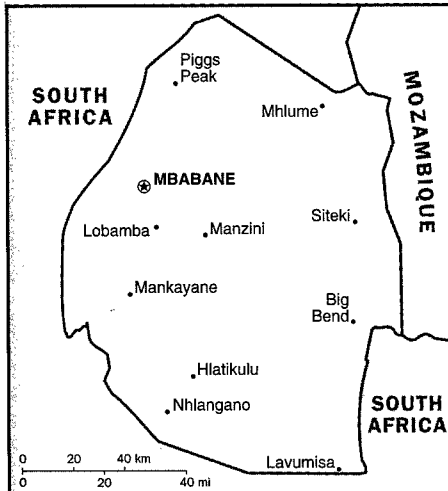 Piggs
Peak
SOUTH
AFRICA
MOZAMBIQUE
Mhlume
MBABANE
Lobamba
Manzini
Siteki
Mankayane
Big
Bend
Hlatikulu
Nhlangano
SOUTH
AFRICA
Lavumisa
0 20 40 km
0 20 40 mi